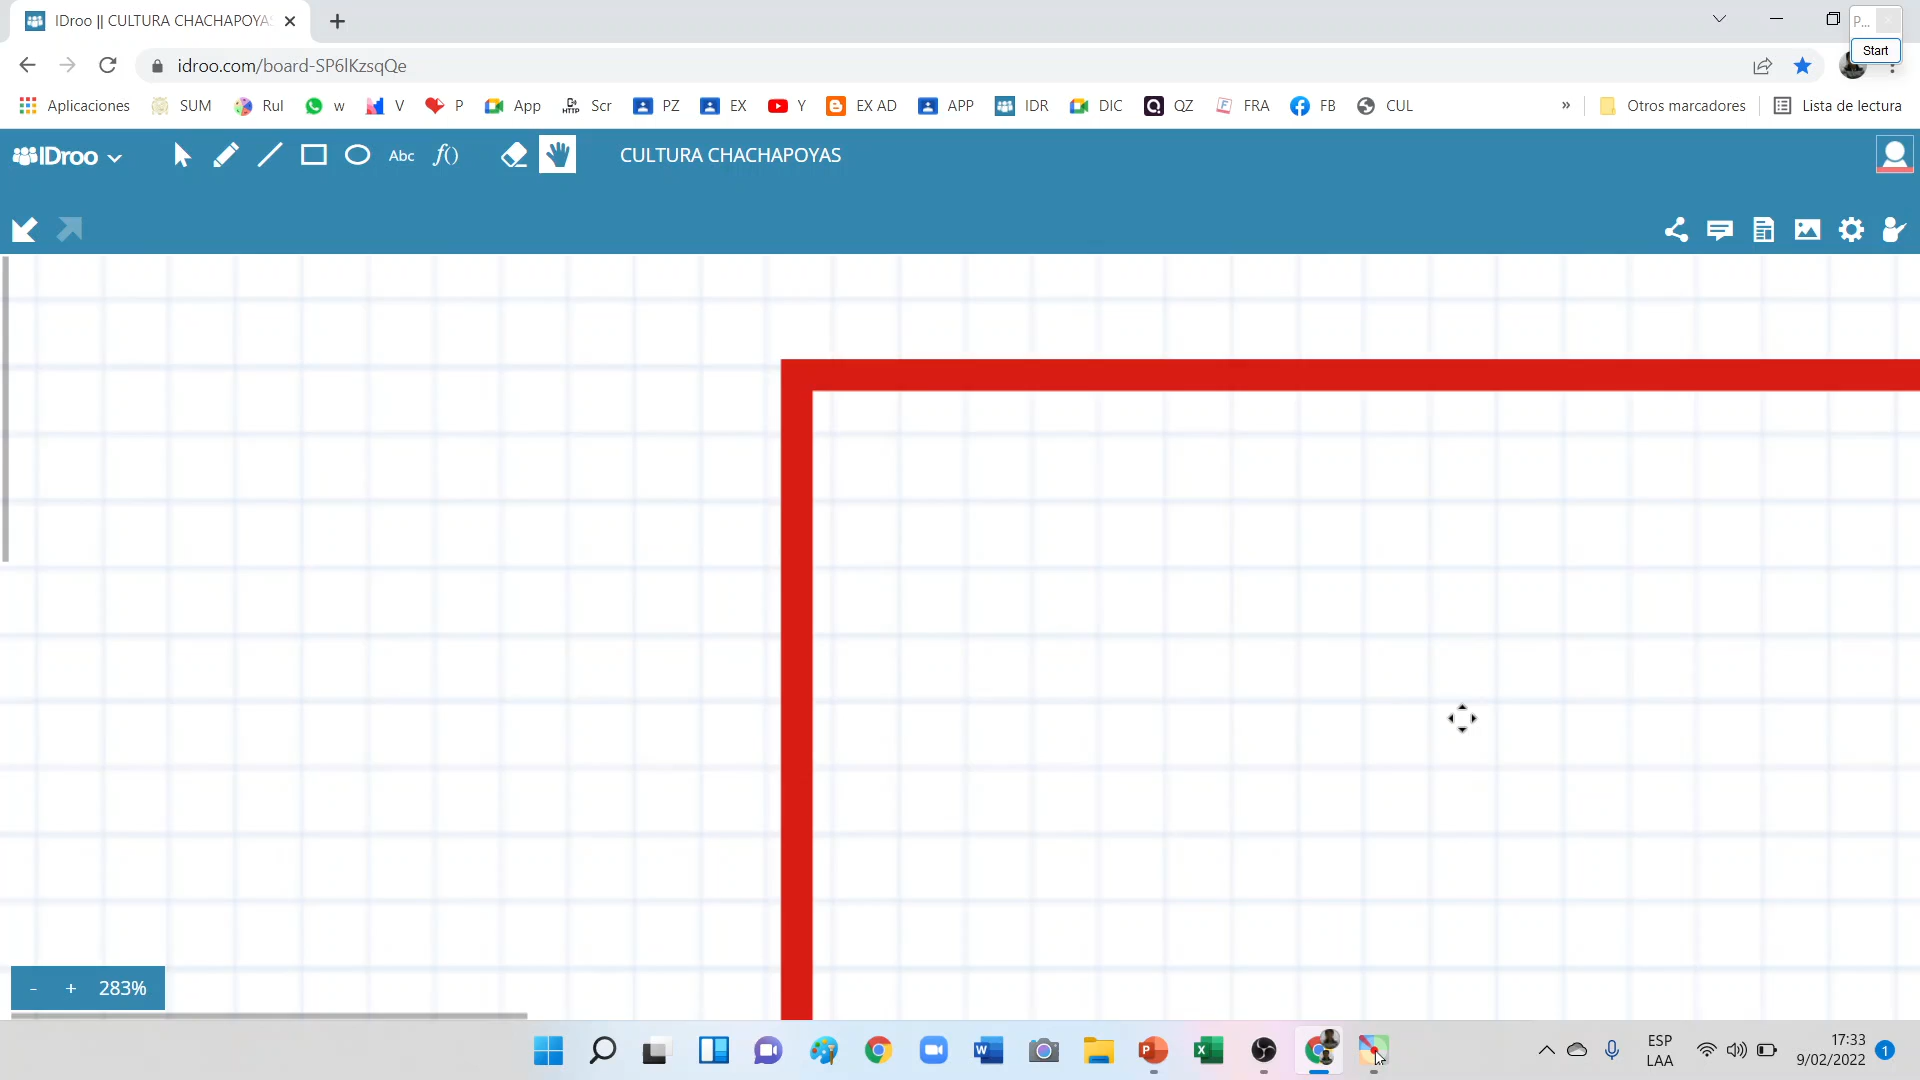 IDroo || CULTURA CHACHAPOYAS
P...
Start
idroo.com/board-SP6lKzsqQe
Aplicaciones SUM Rul w V P App Scr PZ EX Y EX AD APP IDR DIC QZ FRA FB CUL » Otros marcadores Lista de lectura
IDroo Abc f() CULTURA CHACHAPOYAS
- + 283%
ESP
LAA
17:33
9/02/2022
1